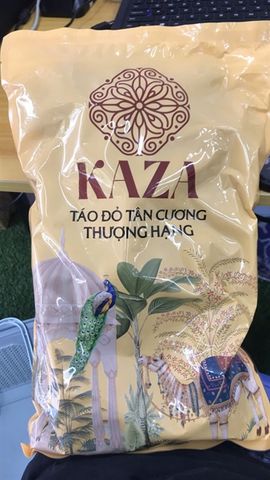 KAZA
TÁO ĐỎ TÂN CƯƠNG
THƯỢNG HẠNG